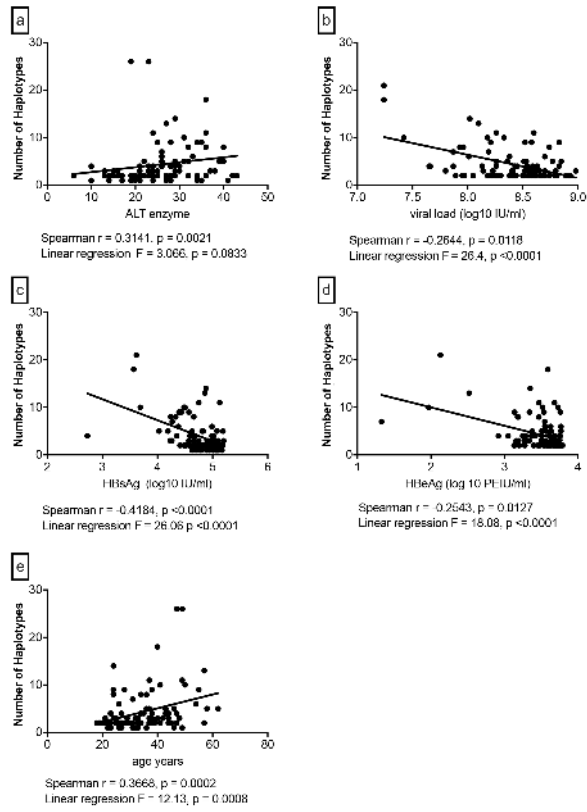 a
Number of Haplotypes
30
20
10
0
0 10 20 30 40 50
ALT enzyme
Spearman r = 0.3141, p = 0.0021
Linear regression F = 3.066, p = 0.0833
b
Number of Haplotypes
30
20
10
0
7.0 7.5 8.0 8.5 9.0
viral load (log10 IU/ml)
Spearman r = -0.2644, p = 0.0118
Linear regression F = 26.4, p <0.0001
c
Number of Haplotypes
30
20
10
0
2 3 4 5 6
HBsAg (log10 IU/ml)
Spearman r = -0.4184, p <0.0001
Linear regression F = 26.06 p <0.0001
d
Number of Haplotypes
30
20
10
0
1 2 3 4
HBeAg (log 10 PEIU/ml)
Spearman r = -0.2543, p = 0.0127
Linear regression F = 18.08, p <0.0001
e
Number of Haplotypes
30
20
10
0
0 20 40 60 80
age years
Spearman r = 0.3668, p = 0.0002
Linear regression F = 12.13, p = 0.0008